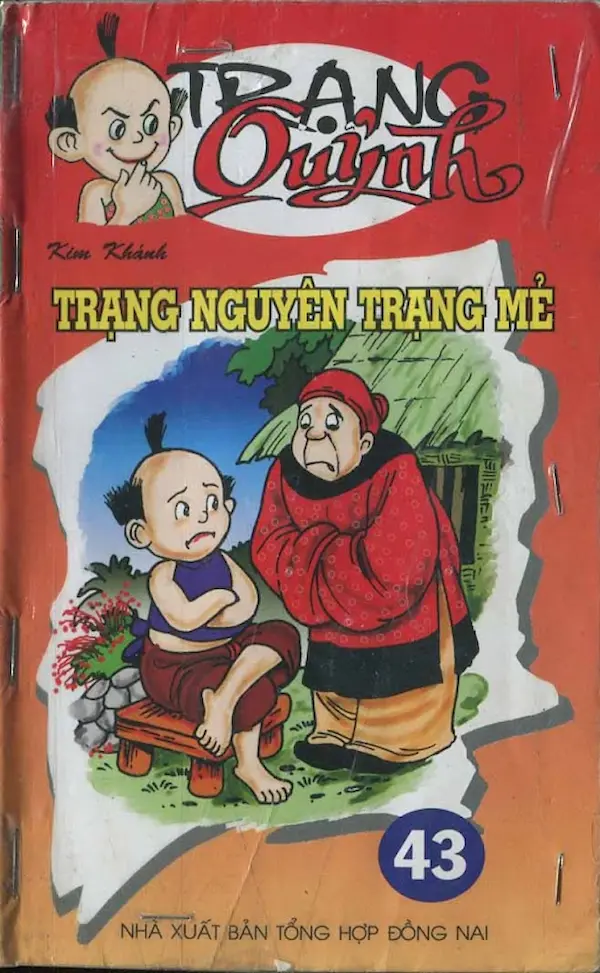 TRẠNG
Quỳnh
Kim Khánh
TRẠNG NGUYÊN TRẠNG MẺ
43
NHÀ XUẤT BẢN TỔNG HỢP ĐỒNG NAI